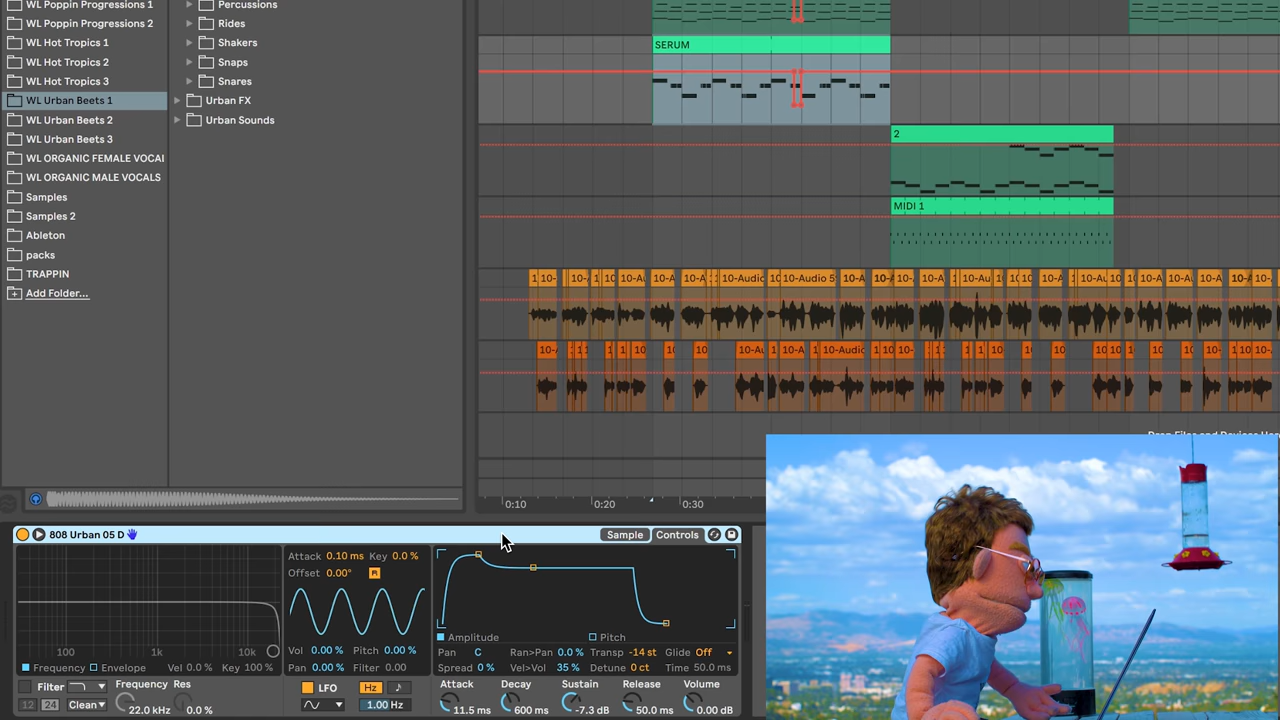 WL Poppin Progressions 1
WL Poppin Progressions 2
WL Hot Tropics 1
WL Hot Tropics 2
WL Hot Tropics 3
WL Urban Beets 1
WL Urban Beets 2
WL Urban Beets 3
WL ORGANIC FEMALE VOCAI
WL ORGANIC MALE VOCALS
Samples
Samples 2
Ableton
packs
TRAPPIN
Add Folder...
Percussions
Rides
Shakers
Snaps
Snares
Urban FX
Urban Sounds
SERUM
2
MIDI 1
10-Audio 5
10-Audio
0:10 0:20 0:30
808 Urban 05 D
Sample Controls
100 1k 10k
Frequency Envelope Vel 0.0% Key 100%
Filter Frequency Res
12 24 Clean 22.0 kHz 0.0%
Attack 0.10 ms Key 0.0%
Offset 0.00° R
Vol 0.00% Pitch 0.00%
Pan 0.00% Filter 0.00
LFO Hz
1.00 Hz
Amplitude Pitch
Pan C Ran>Pan 0.0% Transp -14 st Glide Off
Spread 0% Vel>Vol 35% Detune 0 ct Time 50.0 ms
Attack Decay Sustain Release Volume
11.5 ms 600 ms -7.3 dB 50.0 ms 0.00 dB